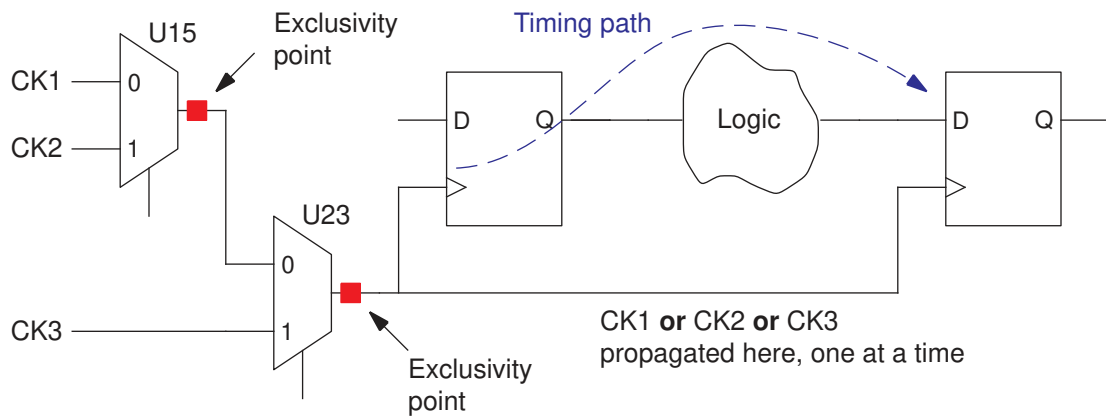 U15
Exclusivity
point
Timing path
CK1
0
CK2
1
D
Q
Logic
D
Q
U23
0
CK3
1
Exclusivity
point
CK1 or CK2 or CK3
propagated here, one at a time